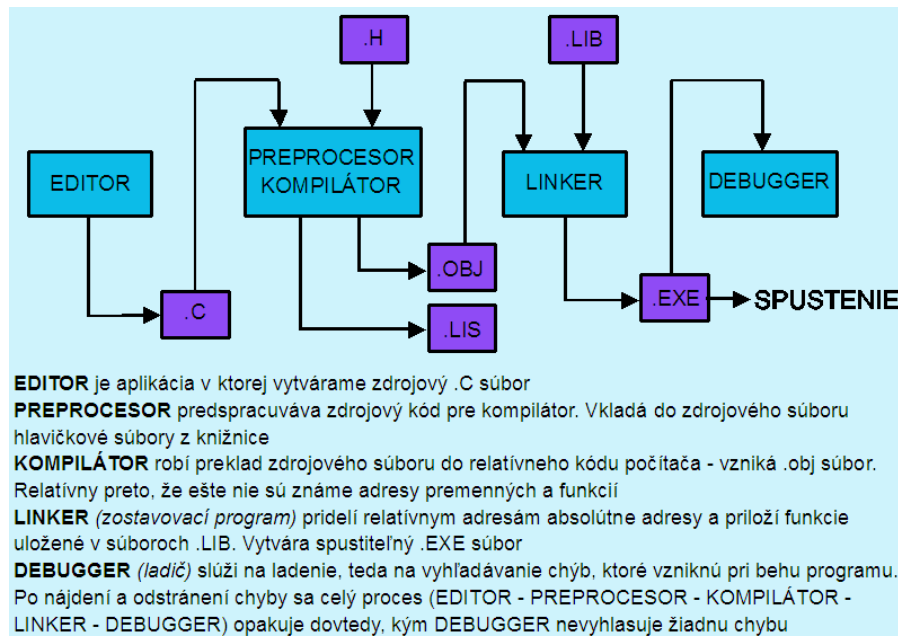 .H
.LIB
EDITOR
PREPROCESOR
KOMPILÁTOR
LINKER
DEBUGGER
.C
.OBJ
.LIS
.EXE
SPUSTENIE
EDITOR je aplikácia v ktorej vytvárame zdrojový .C súbor
PREPROCESOR predspracuváva zdrojový kód pre kompilátor. Vkladá do zdrojového súboru
hlavičkové súbory z knižnice
KOMPILÁTOR robí preklad zdrojového súboru do relatívneho kódu počítača - vzniká .obj súbor.
Relatívny preto, že ešte nie sú známe adresy premenných a funkcií
LINKER (zostavovací program) pridelí relatívnym adresám absolútne adresy a priloží funkcie
uložené v súboroch .LIB. Vytvára spustiteľný .EXE súbor
DEBUGGER (ladič) slúži na ladenie, teda na vyhľadávanie chýb, ktoré vzniknú pri behu programu.
Po nájdení a odstránení chyby sa celý proces (EDITOR - PREPROCESOR - KOMPILÁTOR -
LINKER - DEBUGGER) opakuje dovtedy, kým DEBUGGER nevyhlasuje žiadnu chybu